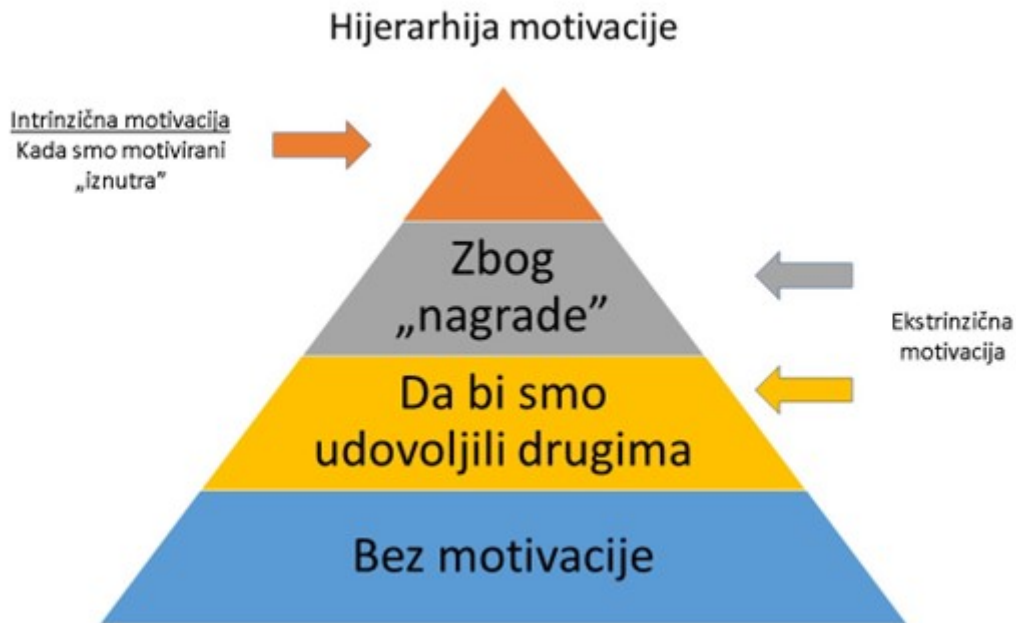 Hijerarhija motivacije
Intrinzična motivacija
Kada smo motivirani
„iznutra”
Zbog
„nagrade”
Ekstrinzična
motivacija
Da bi smo
udovoljili drugima
Bez motivacije